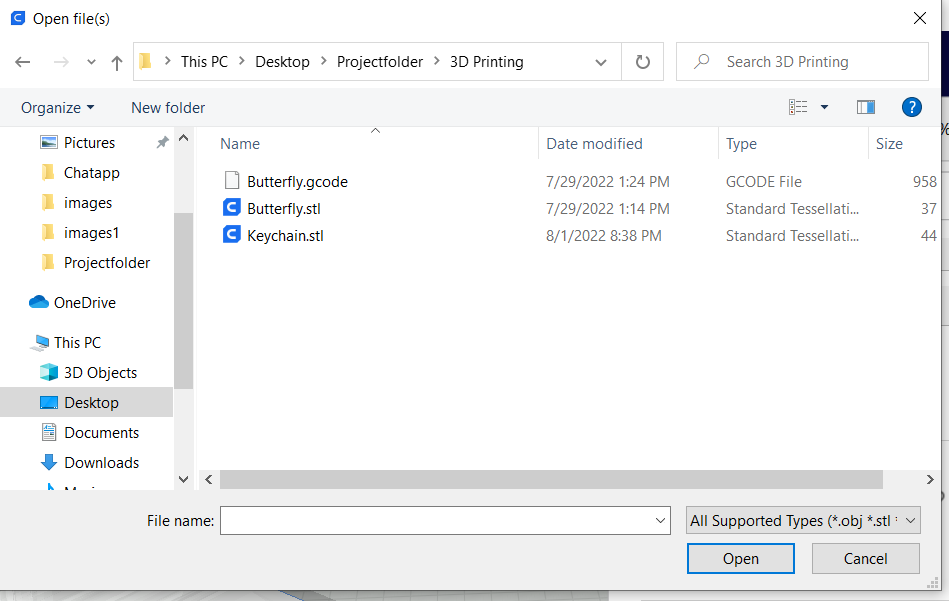 Open file(s)
This PC > Desktop > Projectfolder > 3D Printing
Search 3D Printing
Organize
New folder
?
Pictures
Chatapp
images
images1
Projectfolder
OneDrive
This PC
3D Objects
Desktop
Documents
Downloads
Name Date modified Type Size
Butterfly.gcode 7/29/2022 1:24 PM GCODE File 958
Butterfly.stl 7/29/2022 1:14 PM Standard Tessellati... 37
Keychain.stl 8/1/2022 8:38 PM Standard Tessellati... 44
%
File name:
All Supported Types (*.obj *.stl *
Open
Cancel